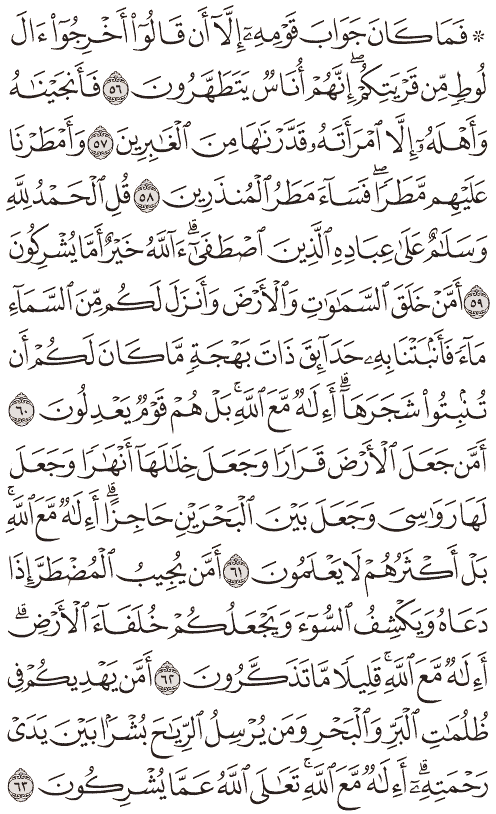 ۞ فَمَا كَانَ جَوَابَ قَوْمِهِۦٓ إِلَّآ أَن قَالُوٓا۟ أَخْرِجُوٓا۟ ءَالَ
لُوطٍ مِّن قَرْيَتِكُمْ ۖ إِنَّهُمْ أُنَاسٌ يَتَطَهَّرُونَ ٥٦ فَأَنجَيْنَٰهُ
وَأَهْلَهُۥٓ إِلَّا ٱمْرَأَتَهُۥ قَدَّرْنَٰهَا مِنَ ٱلْغَٰبِرِينَ ٥٧ وَأَمْطَرْنَا
عَلَيْهِم مَّطَرًا ۖ فَسَآءَ مَطَرُ ٱلْمُنذَرِينَ ٥٨ قُلِ ٱلْحَمْدُ لِلَّهِ
وَسَلَٰمٌ عَلَىٰ عِبَادِهِ ٱلَّذِينَ ٱصْطَفَىٰٓ ۗ ءَآللَّهُ خَيْرٌ أَمَّا يُشْرِكُونَ
٥٩ أَمَّنْ خَلَقَ ٱلسَّمَٰوَٰتِ وَٱلْأَرْضَ وَأَنزَلَ لَكُم مِّنَ ٱلسَّمَآءِ
مَآءً فَأَنۢبَتْنَا بِهِۦ حَدَآئِقَ ذَاتَ بَهْجَةٍ مَّا كَانَ لَكُمْ أَن
تُنۢبِتُوا۟ شَجَرَهَآ ۗ أَءِلَٰهٌ مَّعَ ٱللَّهِ ۚ بَلْ هُمْ قَوْمٌ يَعْدِلُونَ ٦٠
أَمَّن جَعَلَ ٱلْأَرْضَ قَرَارًا وَجَعَلَ خِلَٰلَهَآ أَنْهَٰرًا وَجَعَلَ
لَهَا رَوَٰسِىَ وَجَعَلَ بَيْنَ ٱلْبَحْرَيْنِ حَاجِزًا ۗ أَءِلَٰهٌ مَّعَ ٱللَّهِ ۚ
بَلْ أَكْثَرُهُمْ لَا يَعْلَمُونَ ٦١ أَمَّن يُجِيبُ ٱلْمُضْطَرَّ إِذَا
دَعَاهُ وَيَكْشِفُ ٱلسُّوٓءَ وَيَجْعَلُكُمْ خُلَفَآءَ ٱلْأَرْضِ ۗ
أَءِلَٰهٌ مَّعَ ٱللَّهِ ۚ قَلِيلًا مَّا تَذَكَّرُونَ ٦٢ أَمَّن يَهْدِيكُمْ فِى
ظُلُمَٰتِ ٱلْبَرِّ وَٱلْبَحْرِ وَمَن يُرْسِلُ ٱلرِّيَٰحَ بُشْرًۢا بَيْنَ يَدَىْ
رَحْمَتِهِۦٓ ۗ أَءِلَٰهٌ مَّعَ ٱللَّهِ ۚ تَعَٰلَى ٱللَّهُ عَمَّا يُشْرِكُونَ ٦٣